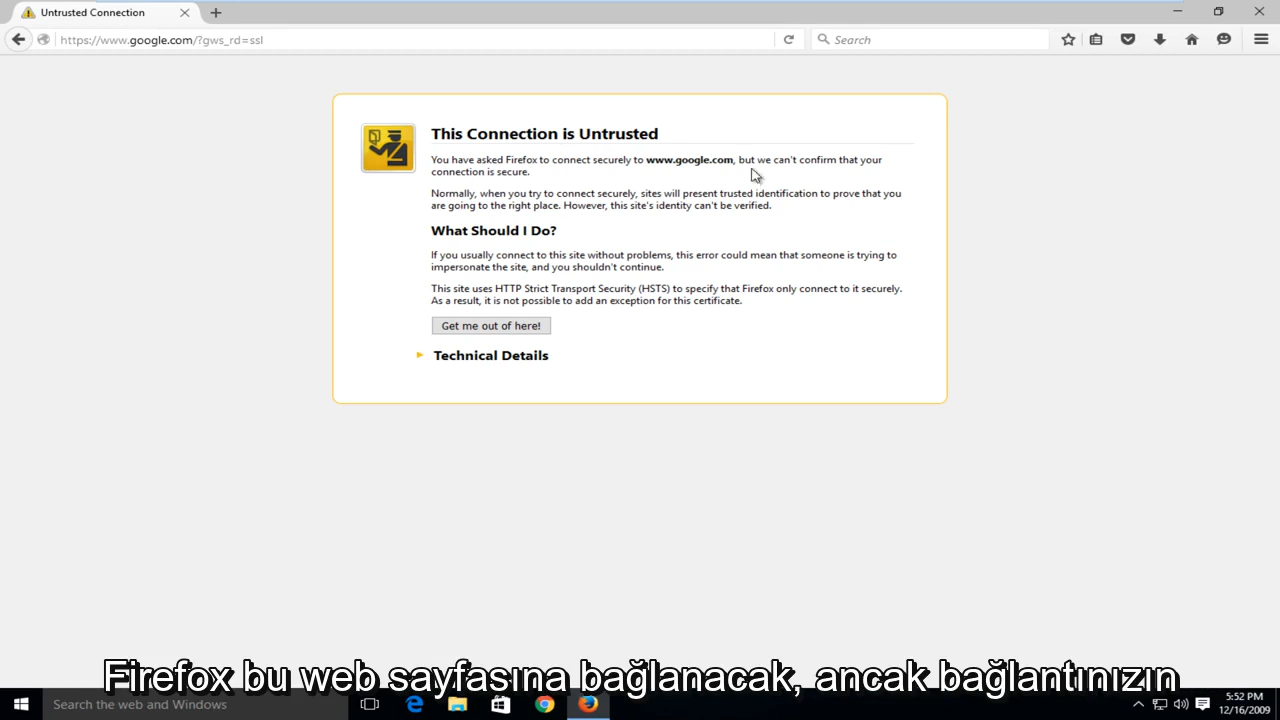 Untrusted Connection
https://www.google.com/?gws_rd=ssl
Search
This Connection is Untrusted
You have asked Firefox to connect securely to www.google.com, but we can't confirm that your
connection is secure.
Normally, when you try to connect securely, sites will present trusted identification to prove that you
are going to the right place. However, this site's identity can't be verified.
What Should I Do?
If you usually connect to this site without problems, this error could mean that someone is trying to
impersonate the site, and you shouldn't continue.
This site uses HTTP Strict Transport Security (HSTS) to specify that Firefox only connect to it securely.
As a result, it is not possible to add an exception for this certificate.
Get me out of here!
Technical Details
Firefox bu web sayfasına bağlanacak, ancak bağlantınızın
Search the web and Windows
5:52 PM
12/16/2009